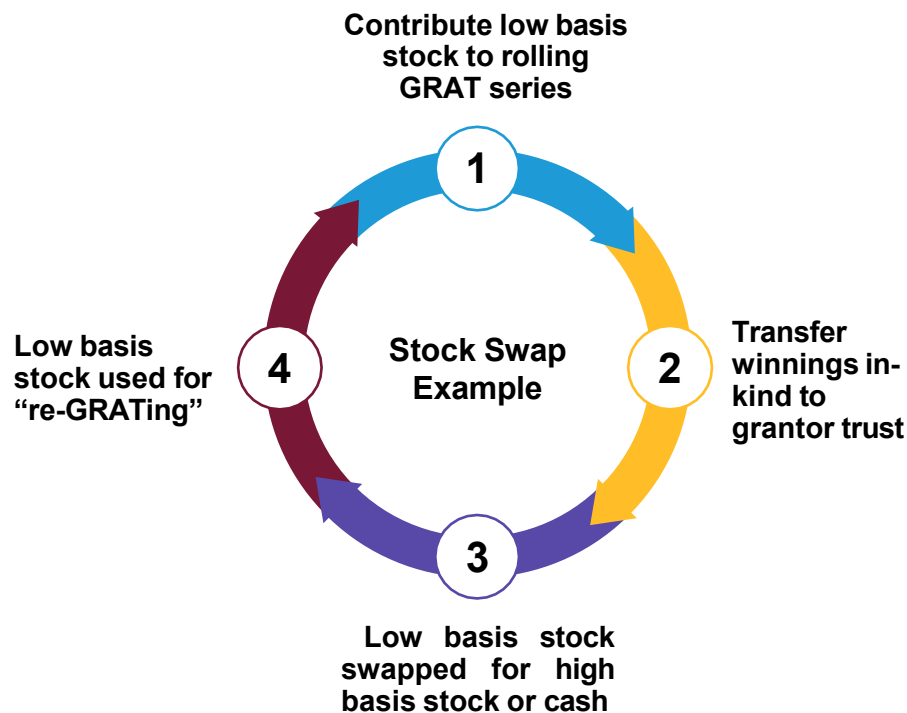 Contribute low basis
stock to rolling
GRAT series
1
Transfer
winnings in-
kind to
grantor trust
2
Stock Swap
Example
Low basis stock
swapped for high
basis stock or cash
3
Low basis
stock used for
“re-GRATing”
4